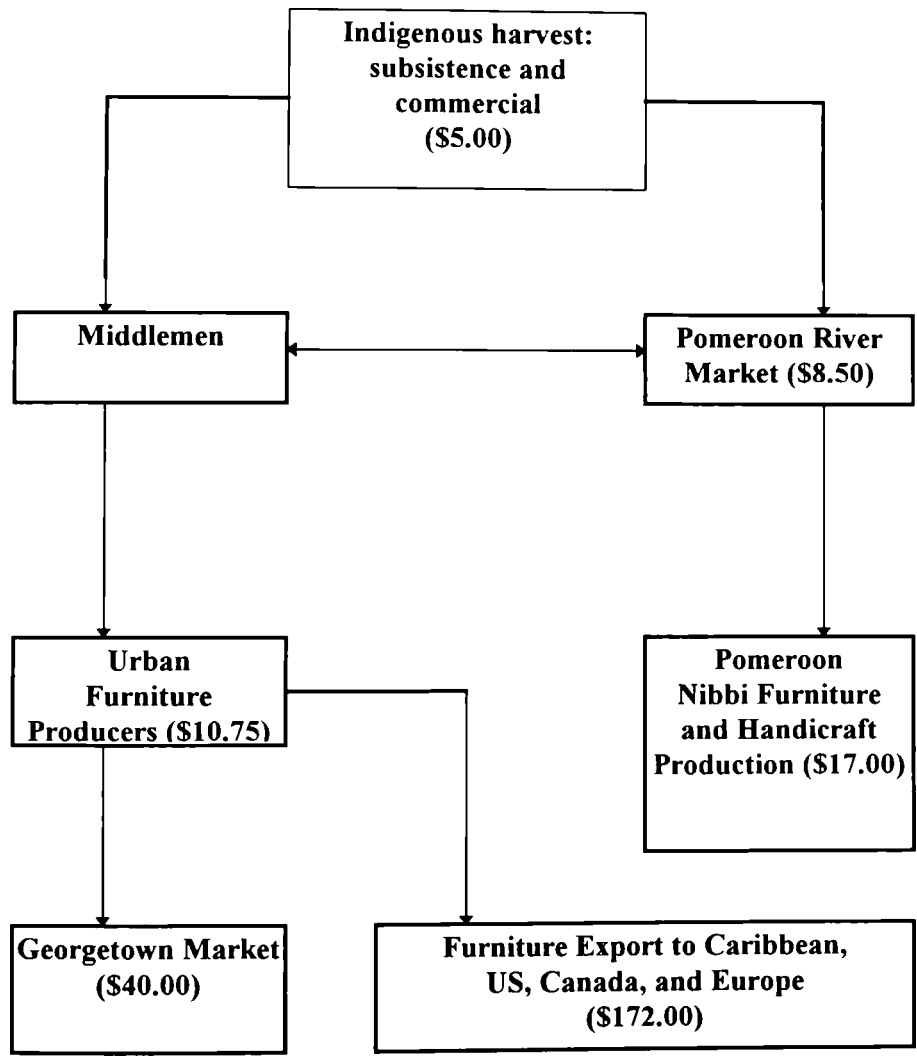 Indigenous harvest:
subsistence and
commercial
($5.00)
Middlemen
Pomeroon River
Market ($8.50)
Urban
Furniture
Producers ($10.75)
Pomeroon
Nibbi Furniture
and Handicraft
Production ($17.00)
Georgetown Market
($40.00)
Furniture Export to Caribbean,
US, Canada, and Europe
($172.00)